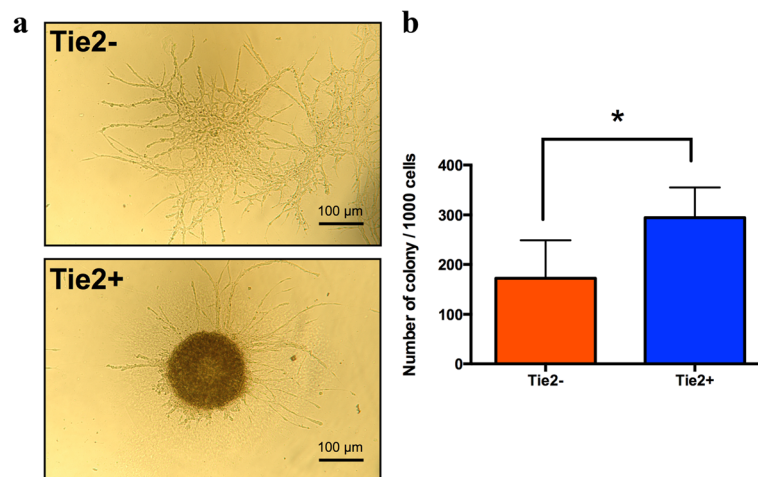 a
Tie2-
100 µm
Tie2+
100 µm
b
*
Number of colony / 1000 cells
400
300
200
100
0
Tie2-
Tie2+